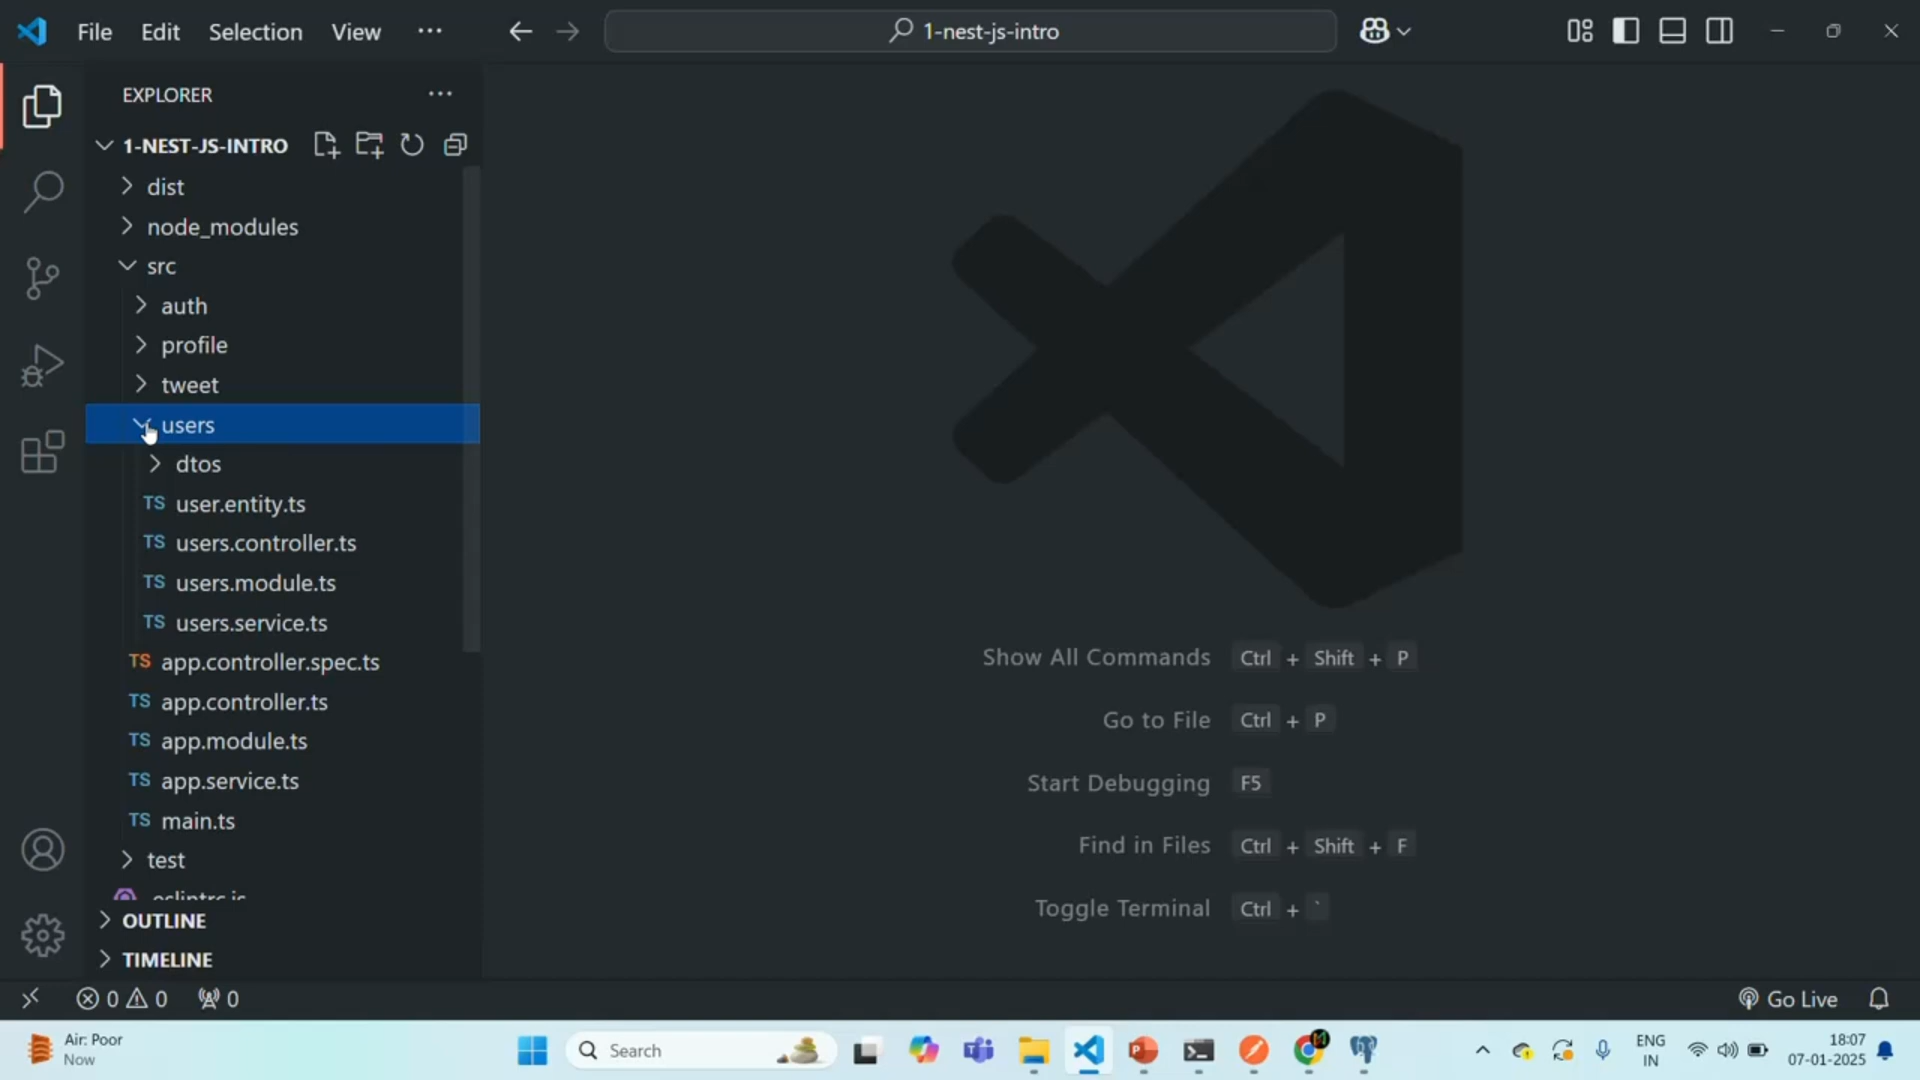 File Edit Selection View ···
1-nest-js-intro
EXPLORER
1-NEST-JS-INTRO
dist
node_modules
src
auth
profile
tweet
users
dtos
TS user.entity.ts
TS users.controller.ts
TS users.module.ts
TS users.service.ts
TS app.controller.spec.ts
TS app.controller.ts
TS app.module.ts
TS app.service.ts
TS main.ts
test
.eslintrc.js
OUTLINE
TIMELINE
Show All Commands Ctrl + Shift + P
Go to File Ctrl + P
Start Debugging F5
Find in Files Ctrl + Shift + F
Toggle Terminal Ctrl + `
0 0 0
Go Live
Air: Poor
Now
Search
ENG
IN
18:07
07-01-2025